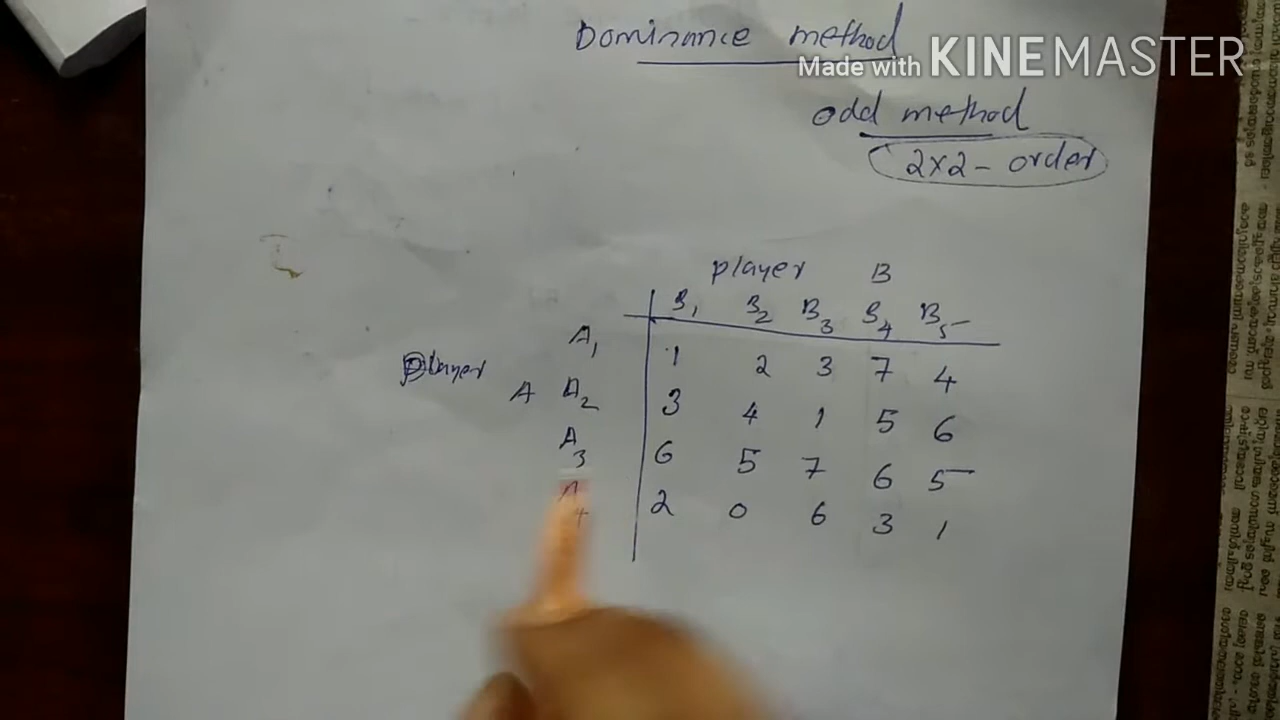 Dominance method
Made with KINEMASTER
Odd method
2x2 - order
player B
B1 B2 B3 B4 B5
A1 1 2 3 7 4
player
A A2 3 4 1 5 6
A3 6 5 7 6 5
2 0 6 3 1